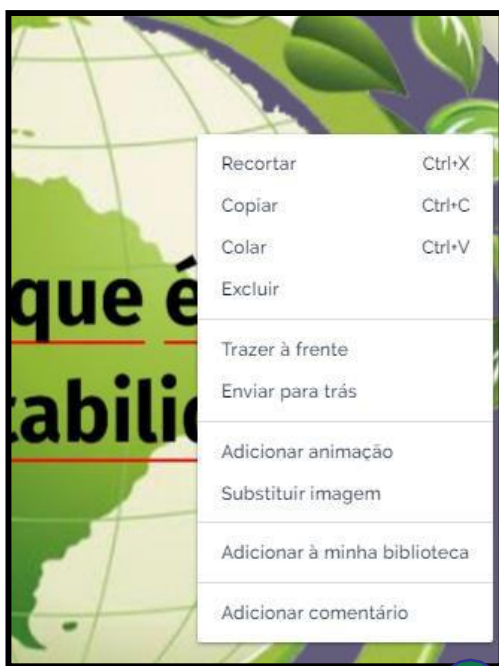 que é
tabili
Recortar Ctrl+X
Copiar Ctrl+C
Colar Ctrl+V
Excluir
Trazer à frente
Enviar para trás
Adicionar animação
Substituir imagem
Adicionar à minha biblioteca
Adicionar comentário